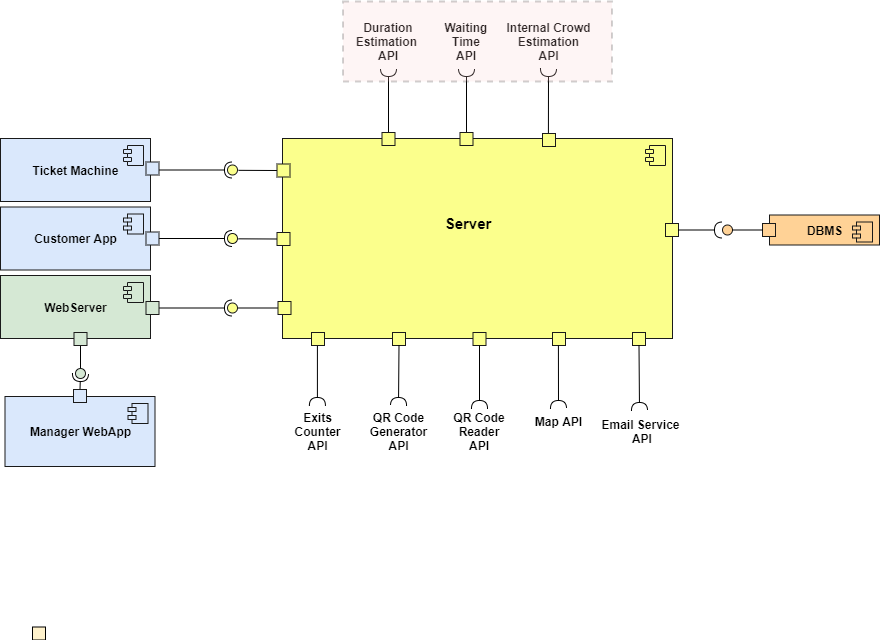 Duration
Estimation
API
Waiting
Time
API
Internal Crowd
Estimation
API
Ticket Machine
Customer App
WebServer
Manager WebApp
Server
DBMS
Exits
Counter
API
QR Code
Generator
API
QR Code
Reader
API
Map API
Email Service
API